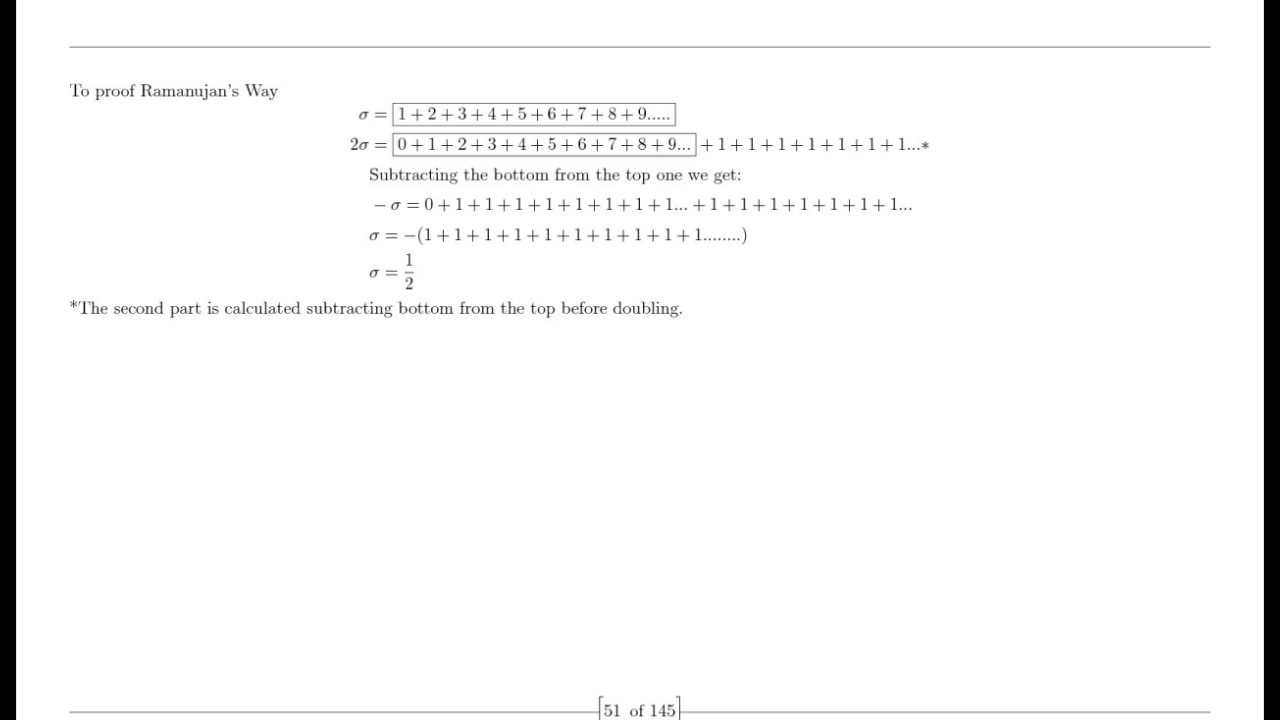 To proof Ramanujan's Way
σ = 1 + 2 + 3 + 4 + 5 + 6 + 7 + 8 + 9.....
2σ = 0 + 1 + 2 + 3 + 4 + 5 + 6 + 7 + 8 + 9... + 1 + 1 + 1 + 1 + 1 + 1 + 1...*
Subtracting the bottom from the top one we get:
− σ = 0 + 1 + 1 + 1 + 1 + 1 + 1 + 1 + 1... + 1 + 1 + 1 + 1 + 1 + 1 + 1...
σ = −(1 + 1 + 1 + 1 + 1 + 1 + 1 + 1 + 1 + 1........)
σ = 1/2
*The second part is calculated subtracting bottom from the top before doubling.
51 of 145